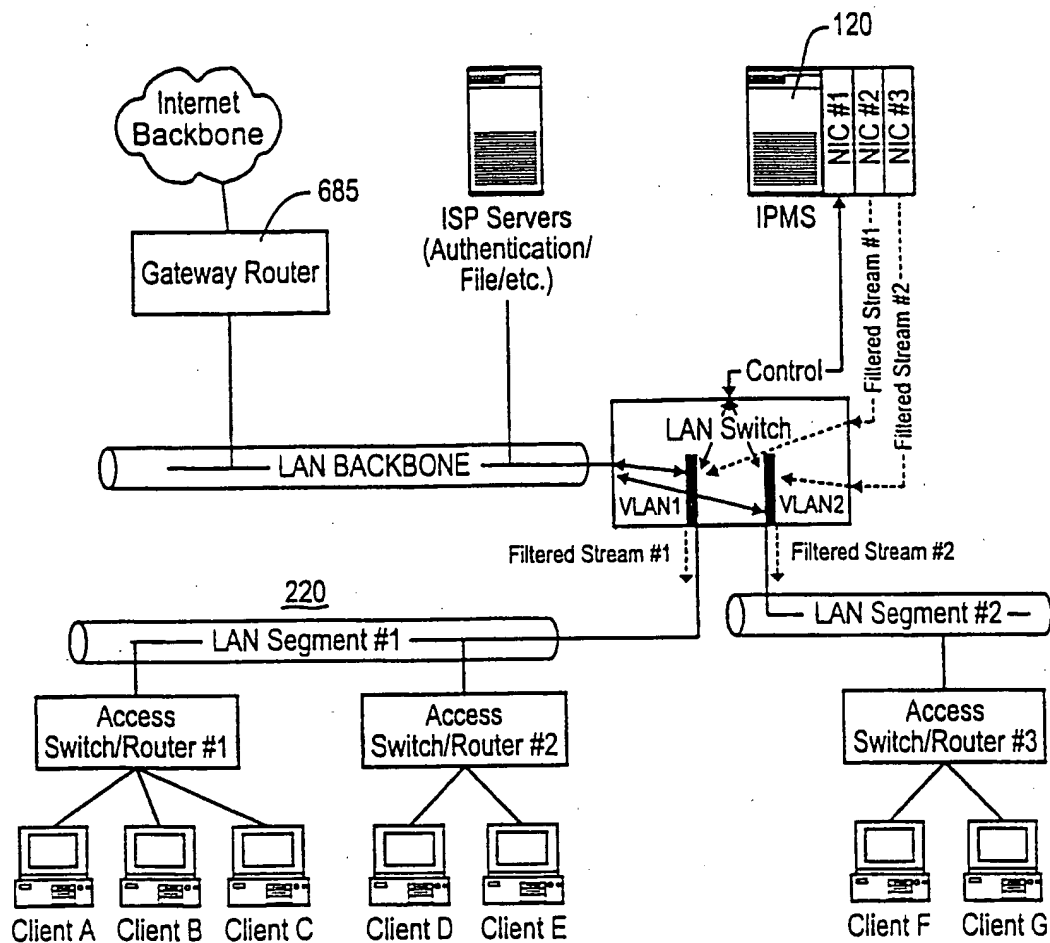 120
Internet
Backbone
685
Gateway Router
ISP Servers
(Authentication/
File/etc.)
NIC #1
NIC #2
NIC #3
IPMS
Filtered Stream #1
Filtered Stream #2
Control
LAN Switch
LAN BACKBONE
VLAN1
VLAN2
Filtered Stream #1
Filtered Stream #2
220
LAN Segment #1
LAN Segment #2
Access
Switch/Router #1
Access
Switch/Router #2
Access
Switch/Router #3
Client A
Client B
Client C
Client D
Client E
Client F
Client G